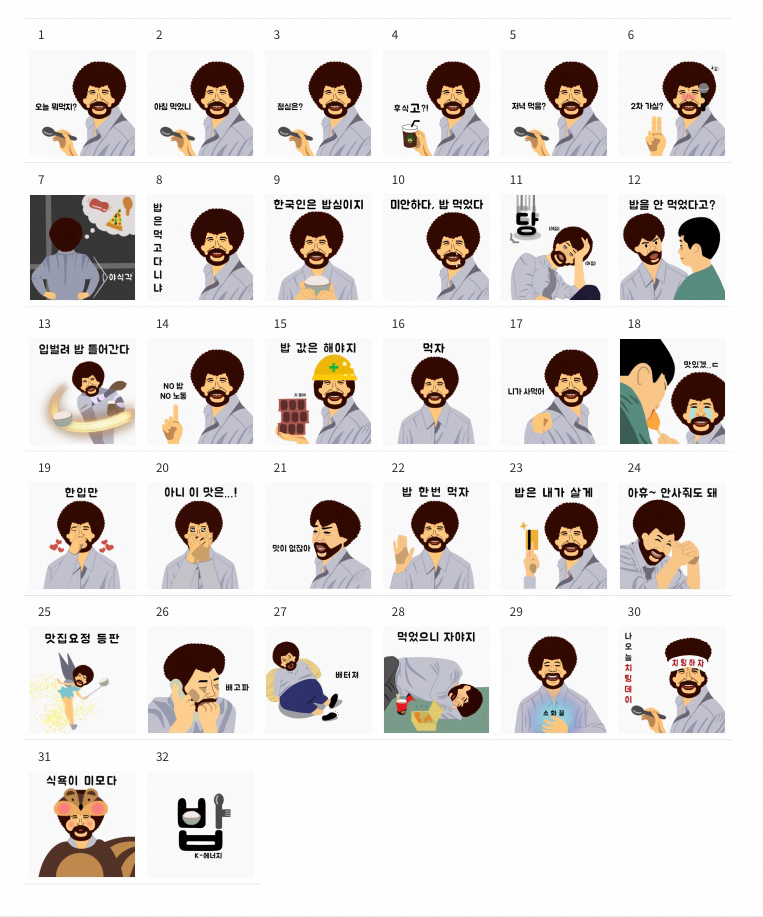 1
2
3
4
5
6
오늘 뭐먹지?
아침 먹었니
점심은?
후식고?!
저녁 먹음?
2차 가실?
7
8
9
10
11
12
야식각
밥은먹고다니냐
한국인은 밥심이지
미안하다, 밥 먹었다
당
(어질)
(어질)
밥을 안 먹었다고?
13
14
15
16
17
18
입벌려 밥 들어간다
NO 밥
NO 노동
밥 값은 해야지
먹자
니가 사먹어
맛있겠..ㄷ
19
20
21
22
23
24
한입만
아니 이 맛은...!
맛이 없잖아
밥 한번 먹자
밥은 내가 살게
아휴~ 안사줘도 돼
25
26
27
28
29
30
맛집요정 등판
배고파
배터져
먹었으니 자야지
소화 끝
나오늘치팅데이
치팅하자
31
32
식욕이 미모다
밥
K-에너지